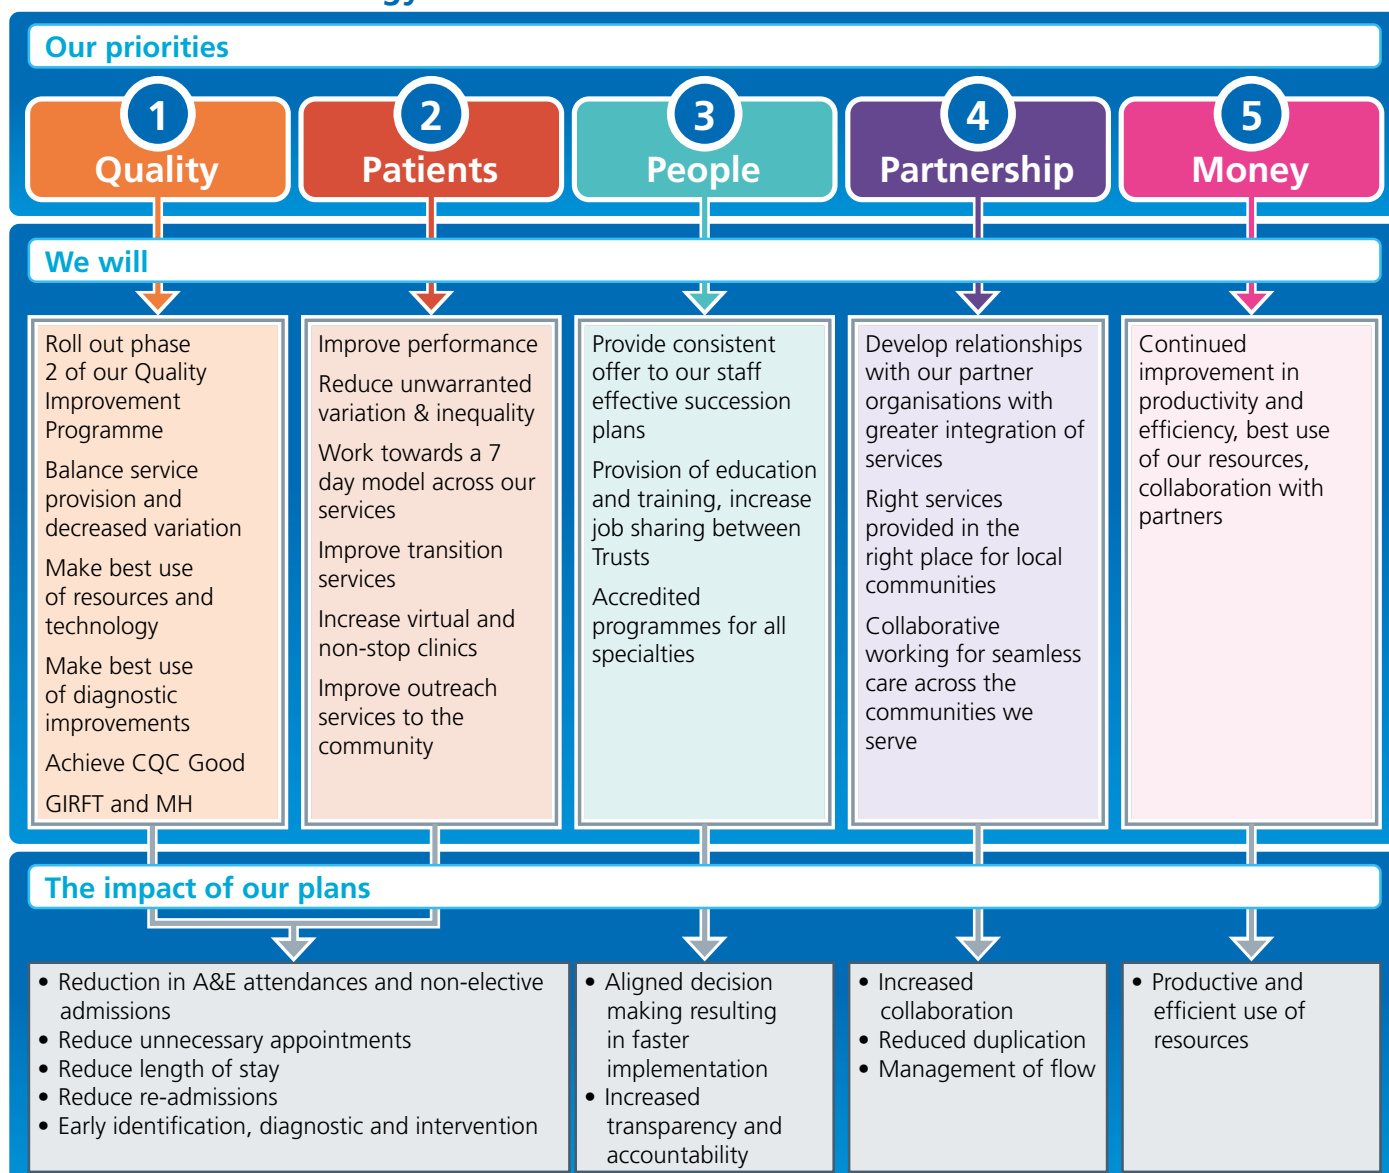 gy
Our priorities
1
Quality
2
Patients
3
People
4
Partnership
5
Money
We will
Roll out phase
2 of our Quality
Improvement
Programme
Balance service
provision and
decreased variation
Make best use
of resources and
technology
Make best use
of diagnostic
improvements
Achieve CQC Good
GIRFT and MH
Improve performance
Reduce unwarranted
variation & inequality
Work towards a 7
day model across our
services
Improve transition
services
Increase virtual and
non-stop clinics
Improve outreach
services to the
community
Provide consistent
offer to our staff
effective succession
plans
Provision of education
and training, increase
job sharing between
Trusts
Accredited
programmes for all
specialties
Develop relationships
with our partner
organisations with
greater integration of
services
Right services
provided in the
right place for local
communities
Collaborative
working for seamless
care across the
communities we
serve
Continued
improvement in
productivity and
efficiency, best use
of our resources,
collaboration with
partners
The impact of our plans
• Reduction in A&E attendances and non-elective
admissions
• Reduce unnecessary appointments
• Reduce length of stay
• Reduce re-admissions
• Early identification, diagnostic and intervention
• Aligned decision
making resulting
in faster
implementation
• Increased
transparency and
accountability
• Increased
collaboration
• Reduced duplication
• Management of flow
• Productive and
efficient use of
resources